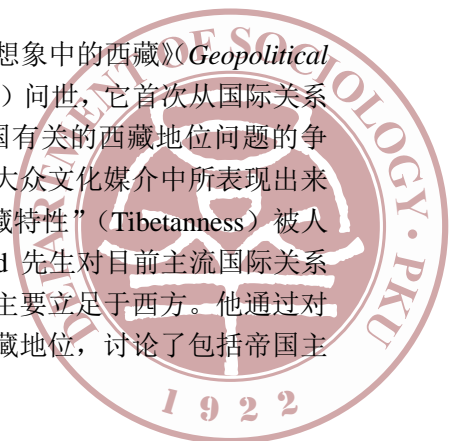 想象中的西藏》(Geopolitical
）问世，它首次从国际关系
国有关的西藏地位问题的争
大众文化媒介中所表现出来
藏特性”（Tibetanness）被人
d 先生对目前主流国际关系
主要立足于西方。他通过对
藏地位，讨论了包括帝国主
DEPARTMENT OF SOCIOLOGY · PKU
1922